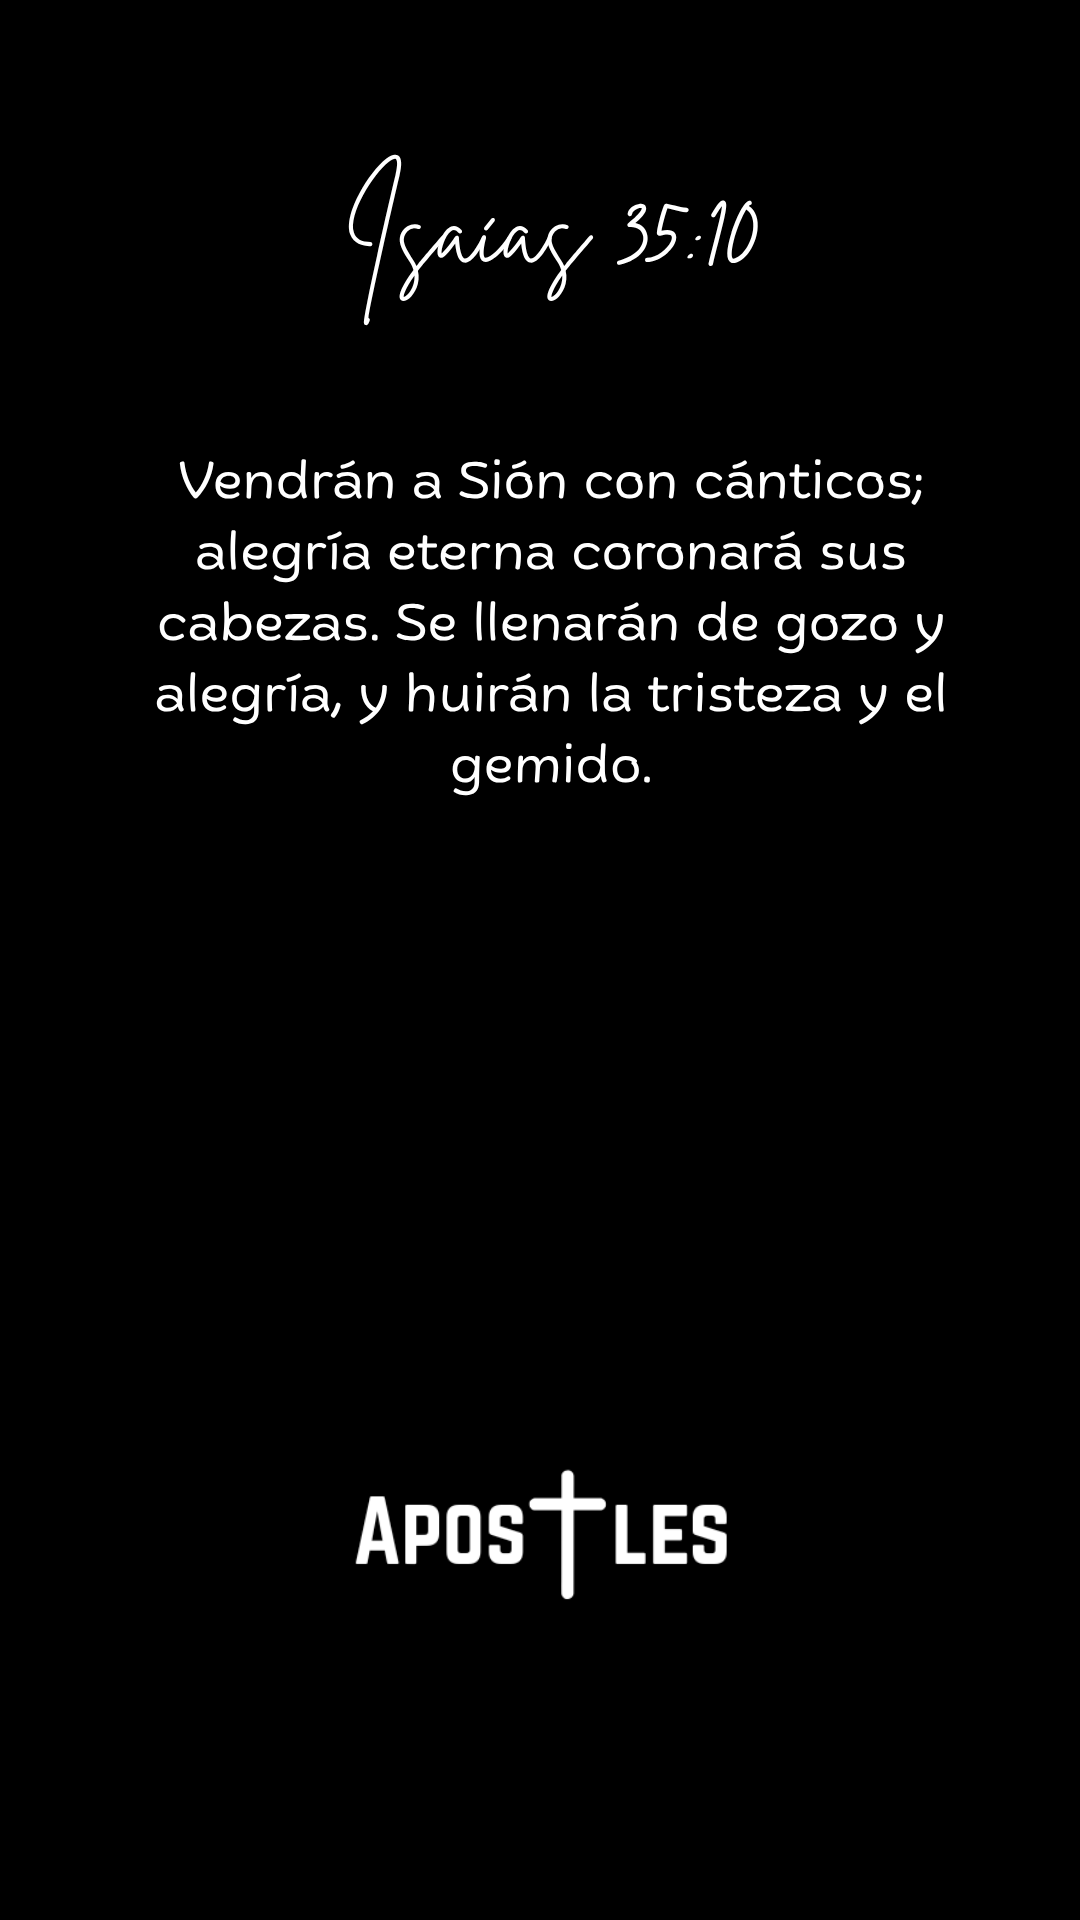 Isaías 35:10
Vendrán a Sión con cánticos;
alegría eterna coronará sus
cabezas. Se llenarán de gozo y
alegría, y huirán la tristeza y el
gemido.
APOSTLES